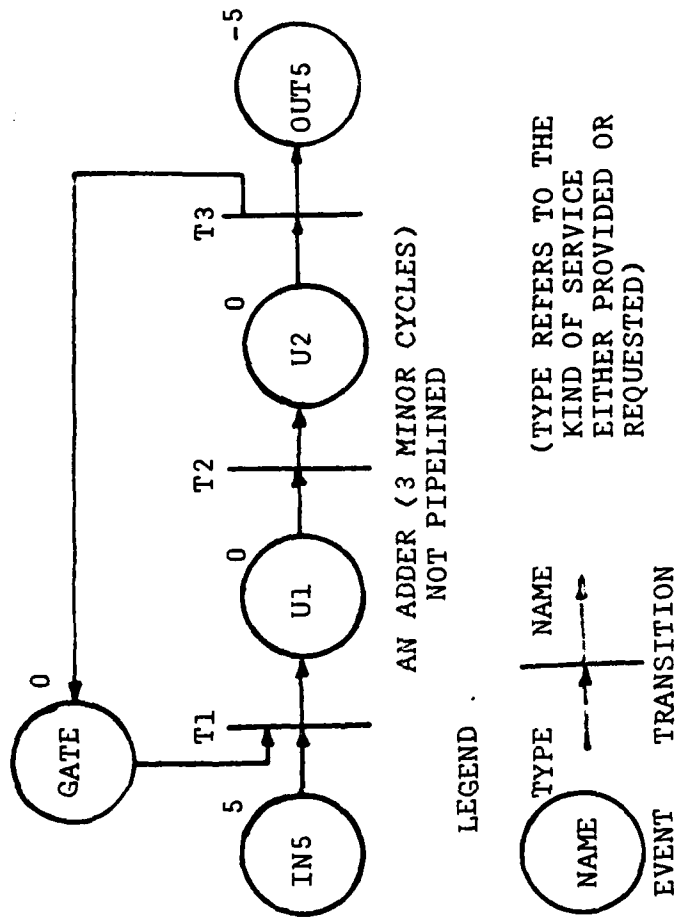 0
GATE
5
IN5
T1
0
U1
T2
0
U2
T3
-5
OUT5
AN ADDER (3 MINOR CYCLES)
NOT PIPELINED
LEGEND
TYPE
NAME
NAME
EVENT
TRANSITION
(TYPE REFERS TO THE
KIND OF SERVICE
EITHER PROVIDED OR
REQUESTED)